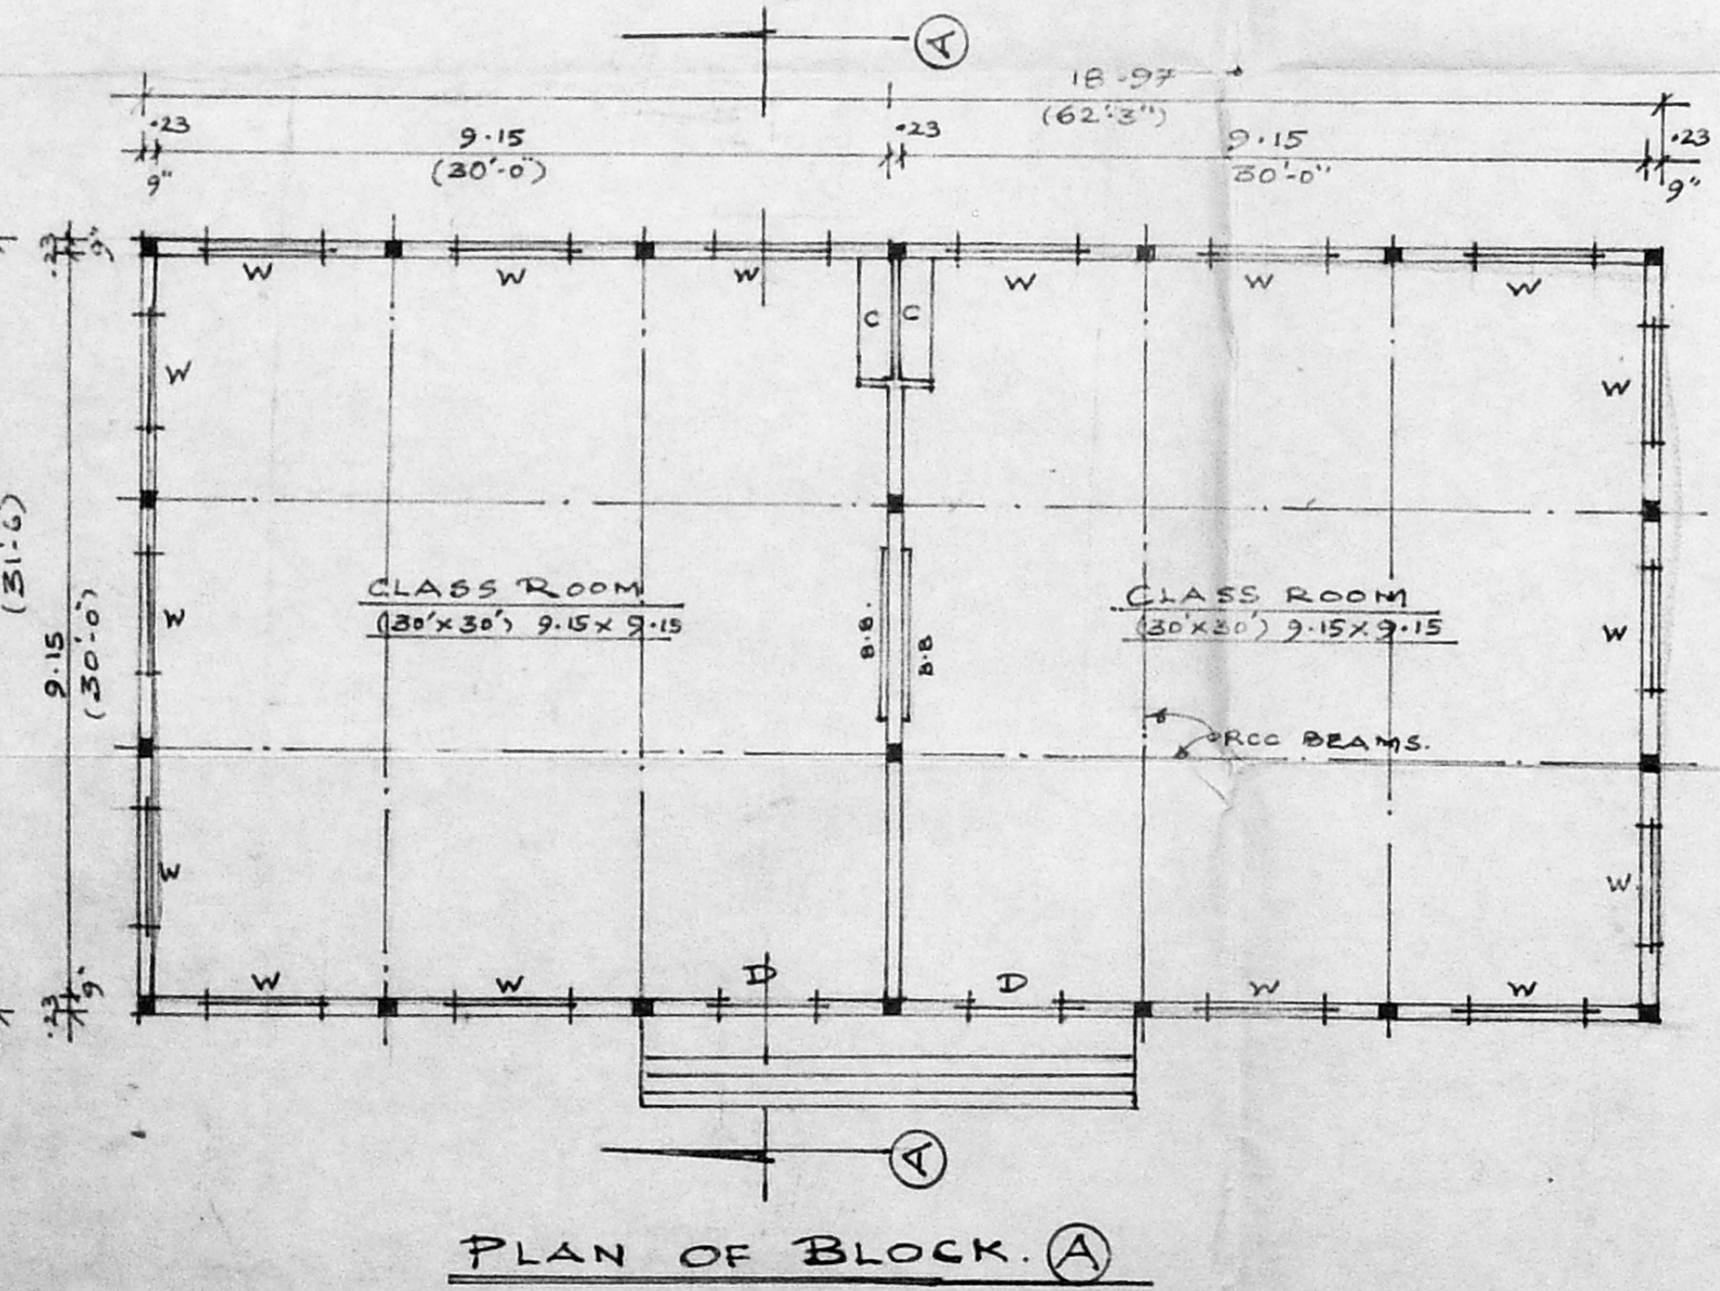 A
18.97
(62'-3")
.23
9.15
.23
9.15
.23
9"
(30'-0")
30'-0"
9"
.23
9"
W
W
W
W
W
W
C
C
W
W
(31'-6)
9.15
(30'-0")
CLASS ROOM
(30'x30') 9.15x9.15
CLASS ROOM
(30'x30') 9.15x9.15
W
W
B.B.
B.B
RCC BEAMS.
W
W
.23
9"
W
W
D
D
W
W
A
PLAN OF BLOCK. A